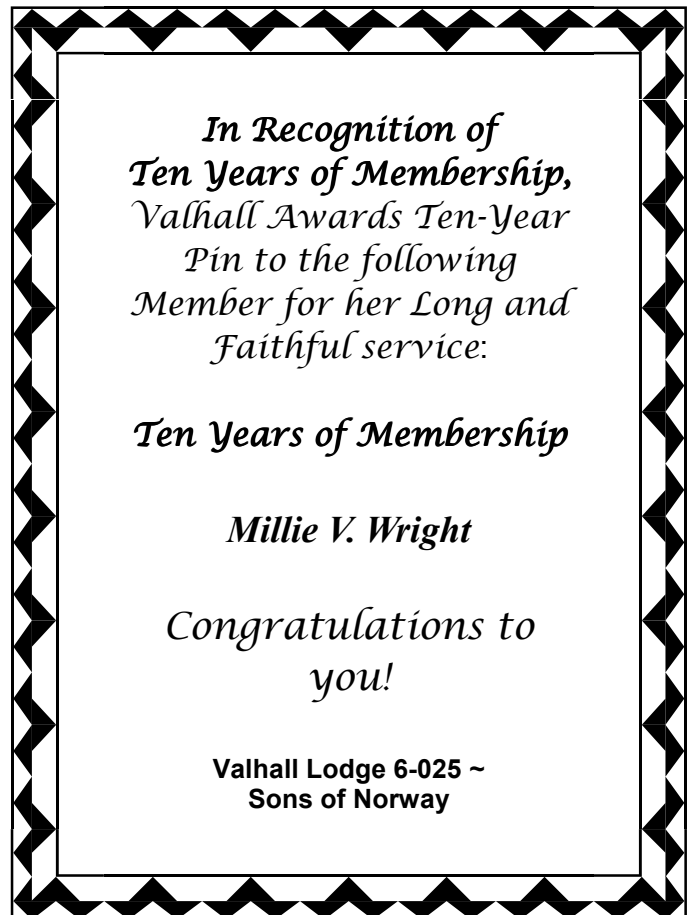 In Recognition of
Ten Years of Membership,
Valhall Awards Ten-Year
Pin to the following
Member for her Long and
Faithful service:
Ten Years of Membership
Millie V. Wright
Congratulations to
you!
Valhall Lodge 6-025 ~
Sons of Norway